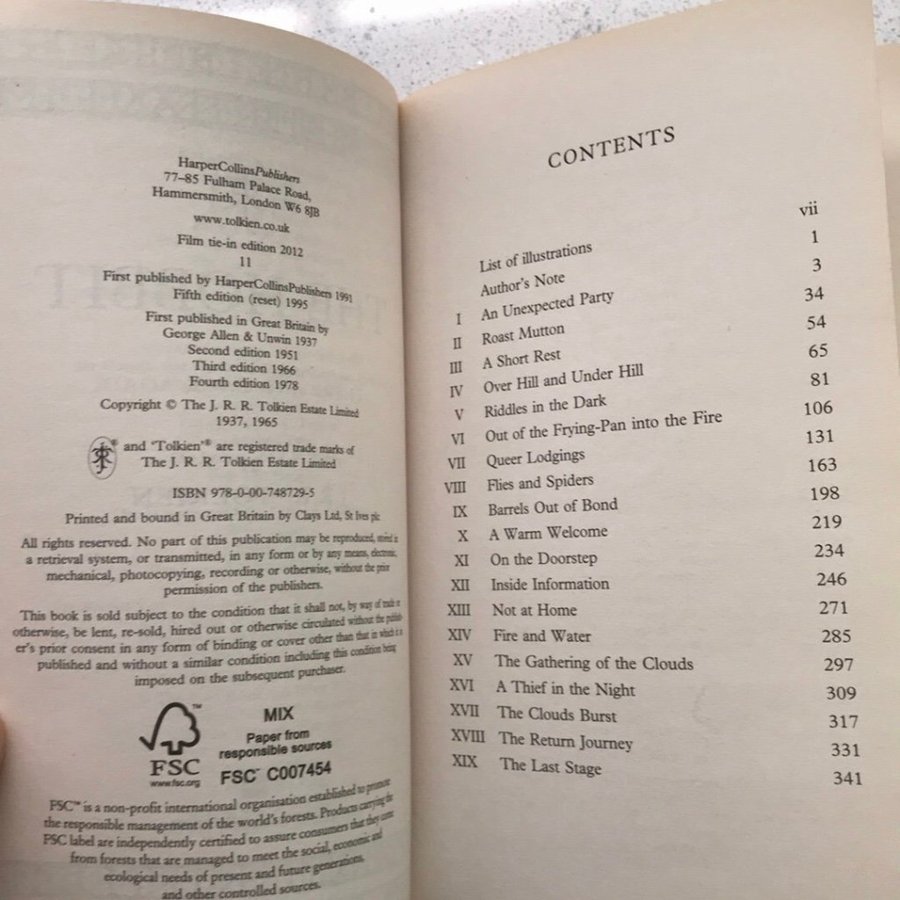 HarperCollinsPublishers
77–85 Fulham Palace Road,
Hammersmith, London W6 8JB
www.tolkien.co.uk
Film tie-in edition 2012
11
First published by HarperCollinsPublishers 1991
Fifth edition (reset) 1995
First published in Great Britain by
George Allen & Unwin 1937
Second edition 1951
Third edition 1966
Fourth edition 1978
Copyright © The J. R. R. Tolkien Estate Limited
1937, 1965
® and ‘Tolkien’® are registered trade marks of
The J. R. R. Tolkien Estate Limited
ISBN 978-0-00-748729-5
Printed and bound in Great Britain by Clays Ltd, St Ives plc
All rights reserved. No part of this publication may be reproduced, stored in
a retrieval system, or transmitted, in any form or by any means, electronic,
mechanical, photocopying, recording or otherwise, without the prior
permission of the publishers.
This book is sold subject to the condition that it shall not, by way of trade or
otherwise, be lent, re-sold, hired out or otherwise circulated without the publish-
er's prior consent in any form of binding or cover other than that in which it is
published and without a similar condition including this condition being
imposed on the subsequent purchaser.
™
FSC
www.fsc.org
MIX
Paper from
responsible sources
FSC™ C007454
FSC™ is a non-profit international organisation established to promote
the responsible management of the world's forests. Products carrying the
FSC label are independently certified to assure consumers that they come
from forests that are managed to meet the social, economic and
ecological needs of present and future generations,
and other controlled sources.
CONTENTS
List of illustrations vii
Author's Note 1
I An Unexpected Party 3
II Roast Mutton 34
III A Short Rest 54
IV Over Hill and Under Hill 65
V Riddles in the Dark 81
VI Out of the Frying-Pan into the Fire 106
VII Queer Lodgings 131
VIII Flies and Spiders 163
IX Barrels Out of Bond 198
X A Warm Welcome 219
XI On the Doorstep 234
XII Inside Information 246
XIII Not at Home 271
XIV Fire and Water 285
XV The Gathering of the Clouds 297
XVI A Thief in the Night 309
XVII The Clouds Burst 317
XVIII The Return Journey 331
XIX The Last Stage 341